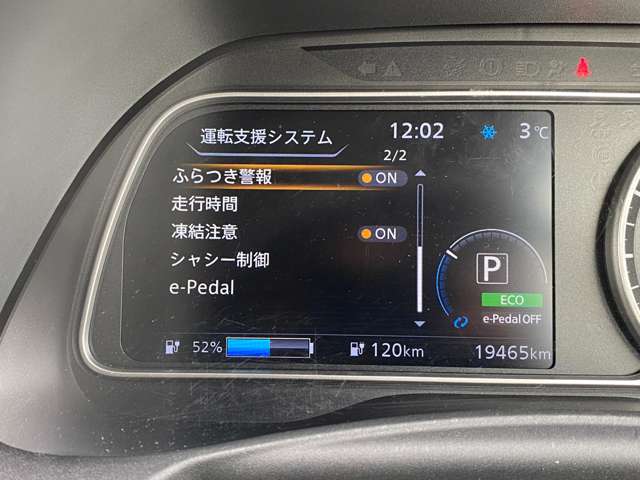 運転支援システム
12:02
3℃
2/2
ふらつき警報 ON
走行時間
凍結注意 ON
シャシー制御
e-Pedal
P
ECO
e-Pedal OFF
52%
120km
19465km